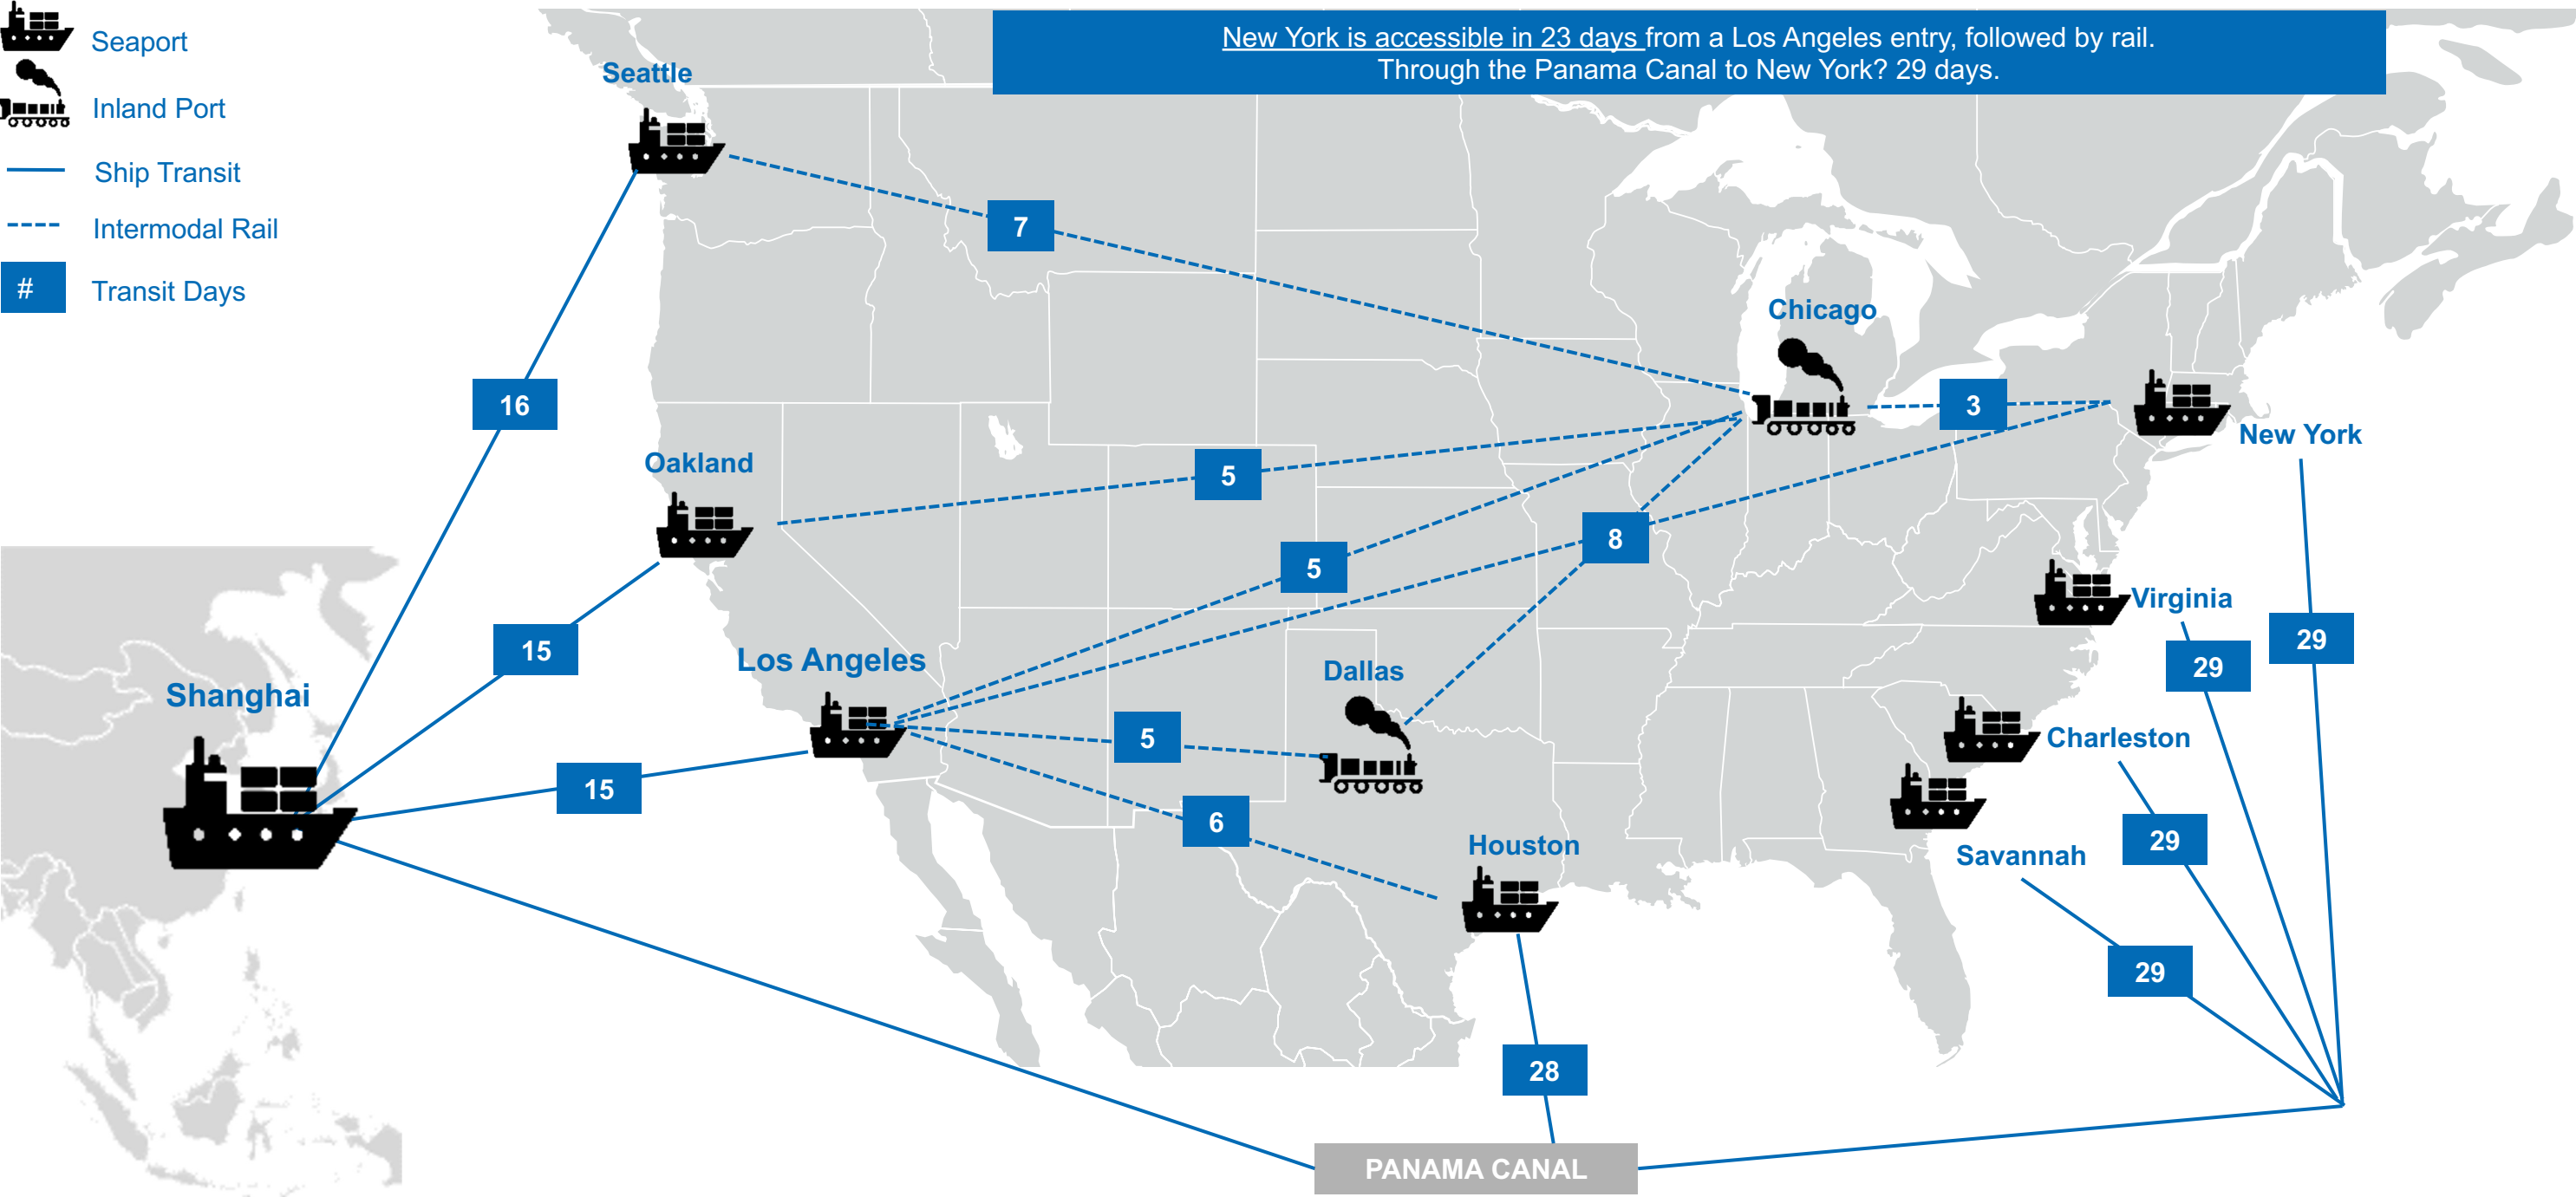 New York is accessible in 23 days from a Los Angeles entry, followed by rail.
Through the Panama Canal to New York? 29 days.
Seaport
Inland Port
Ship Transit
Intermodal Rail
#
Transit Days
Seattle
7
Chicago
16
3
New York
Oakland
5
8
5
Virginia
15
29
29
Los Angeles
Dallas
Shanghai
5
Charleston
15
6
29
Houston
Savannah
29
28
PANAMA CANAL